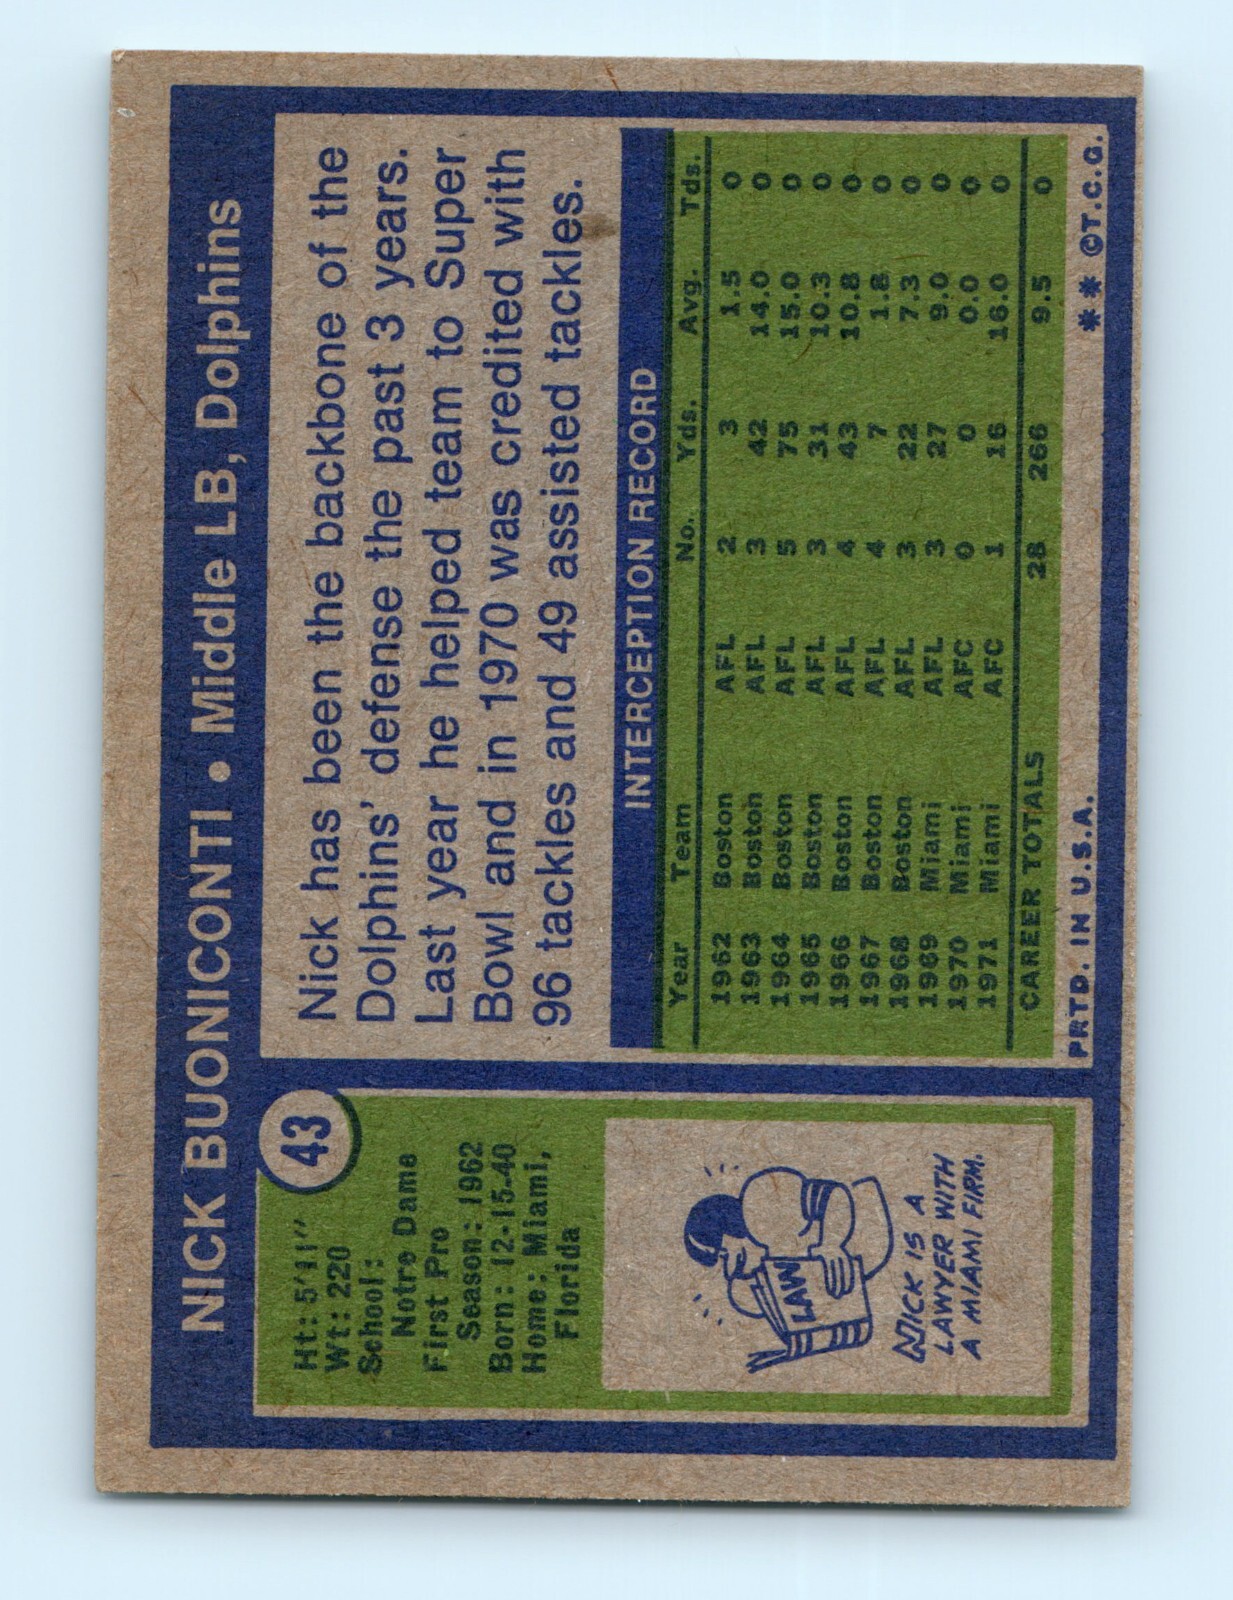 NICK BUONICONTI • Middle LB, Dolphins
43
Ht: 5'11"
Wt: 220
School:
Notre Dame
First Pro
Season: 1962
Born: 12-15-40
Home: Miami,
Florida
LAW
NICK IS A
LAWYER WITH
A MIAMI FIRM.
Nick has been the backbone of the
Dolphins' defense the past 3 years.
Last year he helped team to Super
Bowl and in 1970 was credited with
96 tackles and 49 assisted tackles.
INTERCEPTION RECORD
Year Team No. Yds. Avg. Tds.
1962 Boston AFL 2 3 1.5 0
1963 Boston AFL 3 42 14.0 0
1964 Boston AFL 5 75 15.0 0
1965 Boston AFL 3 31 10.3 0
1966 Boston AFL 4 43 10.8 0
1967 Boston AFL 4 7 1.8 0
1968 Boston AFL 3 22 7.3 0
1969 Miami AFL 3 27 9.0 0
1970 Miami AFC 0 0 0.0 0
1971 Miami AFC 1 16 16.0 0
CAREER TOTALS 28 266 9.5 0
PRTD. IN U.S.A. ** ©T.C.G.